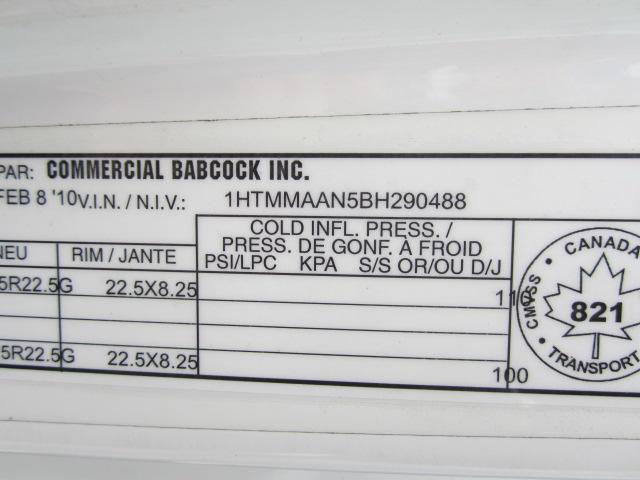 PAR: COMMERCIAL BABCOCK INC.
FEB 8 '10 V.I.N. / N.I.V.: 1HTMMAAN5BH290488
NEU RIM / JANTE COLD INFL. PRESS. /
PRESS. DE GONF. À FROID
PSI/LPC KPA S/S OR/OU D/J
5R22.5G 22.5X8.25 110
5R22.5G 22.5X8.25 100
CANADA
CMVSS
821
TRANSPORT